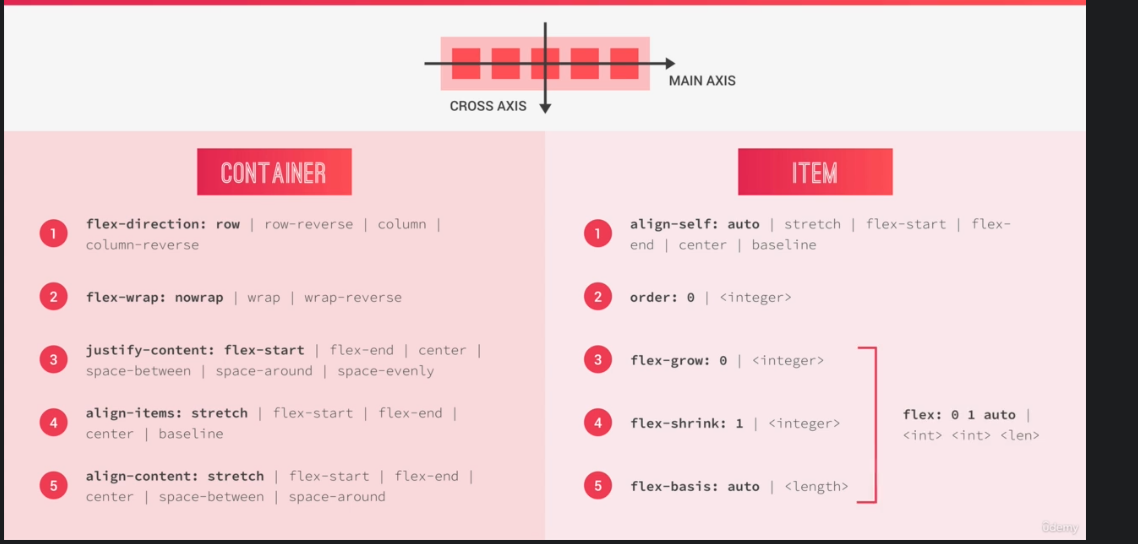 MAIN AXIS
CROSS AXIS
CONTAINER
1
flex-direction: row | row-reverse | column |
column-reverse
2
flex-wrap: nowrap | wrap | wrap-reverse
3
justify-content: flex-start | flex-end | center |
space-between | space-around | space-evenly
4
align-items: stretch | flex-start | flex-end |
center | baseline
5
align-content: stretch | flex-start | flex-end |
center | space-between | space-around
ITEM
1
align-self: auto | stretch | flex-start | flex-
end | center | baseline
2
order: 0 | <integer>
3
flex-grow: 0 | <integer>
4
flex-shrink: 1 | <integer>
5
flex-basis: auto | <length>
flex: 0 1 auto |
<int> <int> <len>
ûdemy